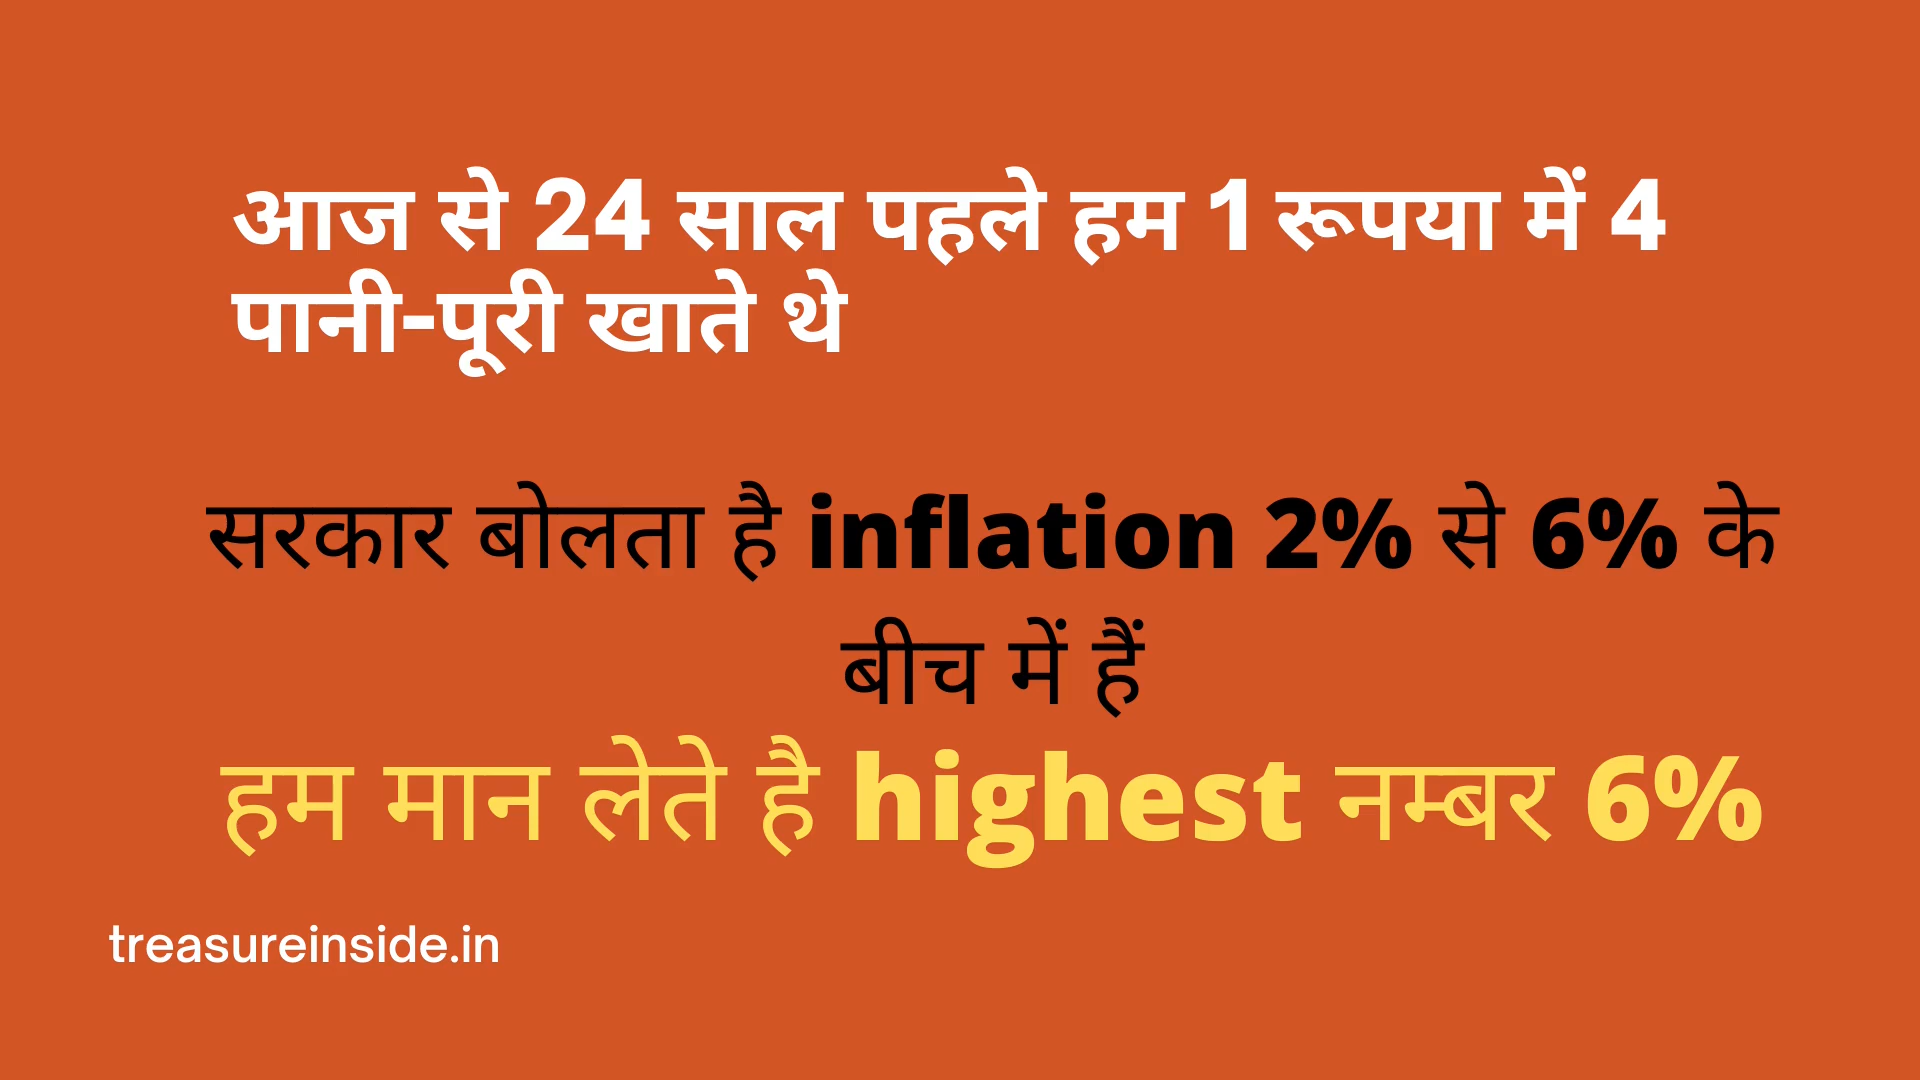 आज से 24 साल पहले हम 1 रूपया में 4
पानी-पूरी खाते थे
सरकार बोलता है inflation 2% से 6% के
बीच में हैं
हम मान लेते है highest नम्बर 6%
treasureinside.in